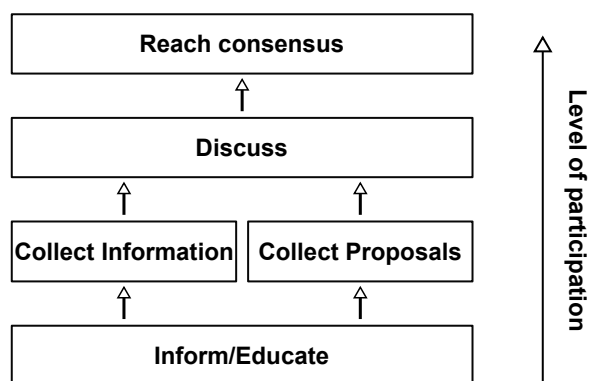 Reach consensus
Discuss
Collect Information
Collect Proposals
Inform/Educate
Level of participation